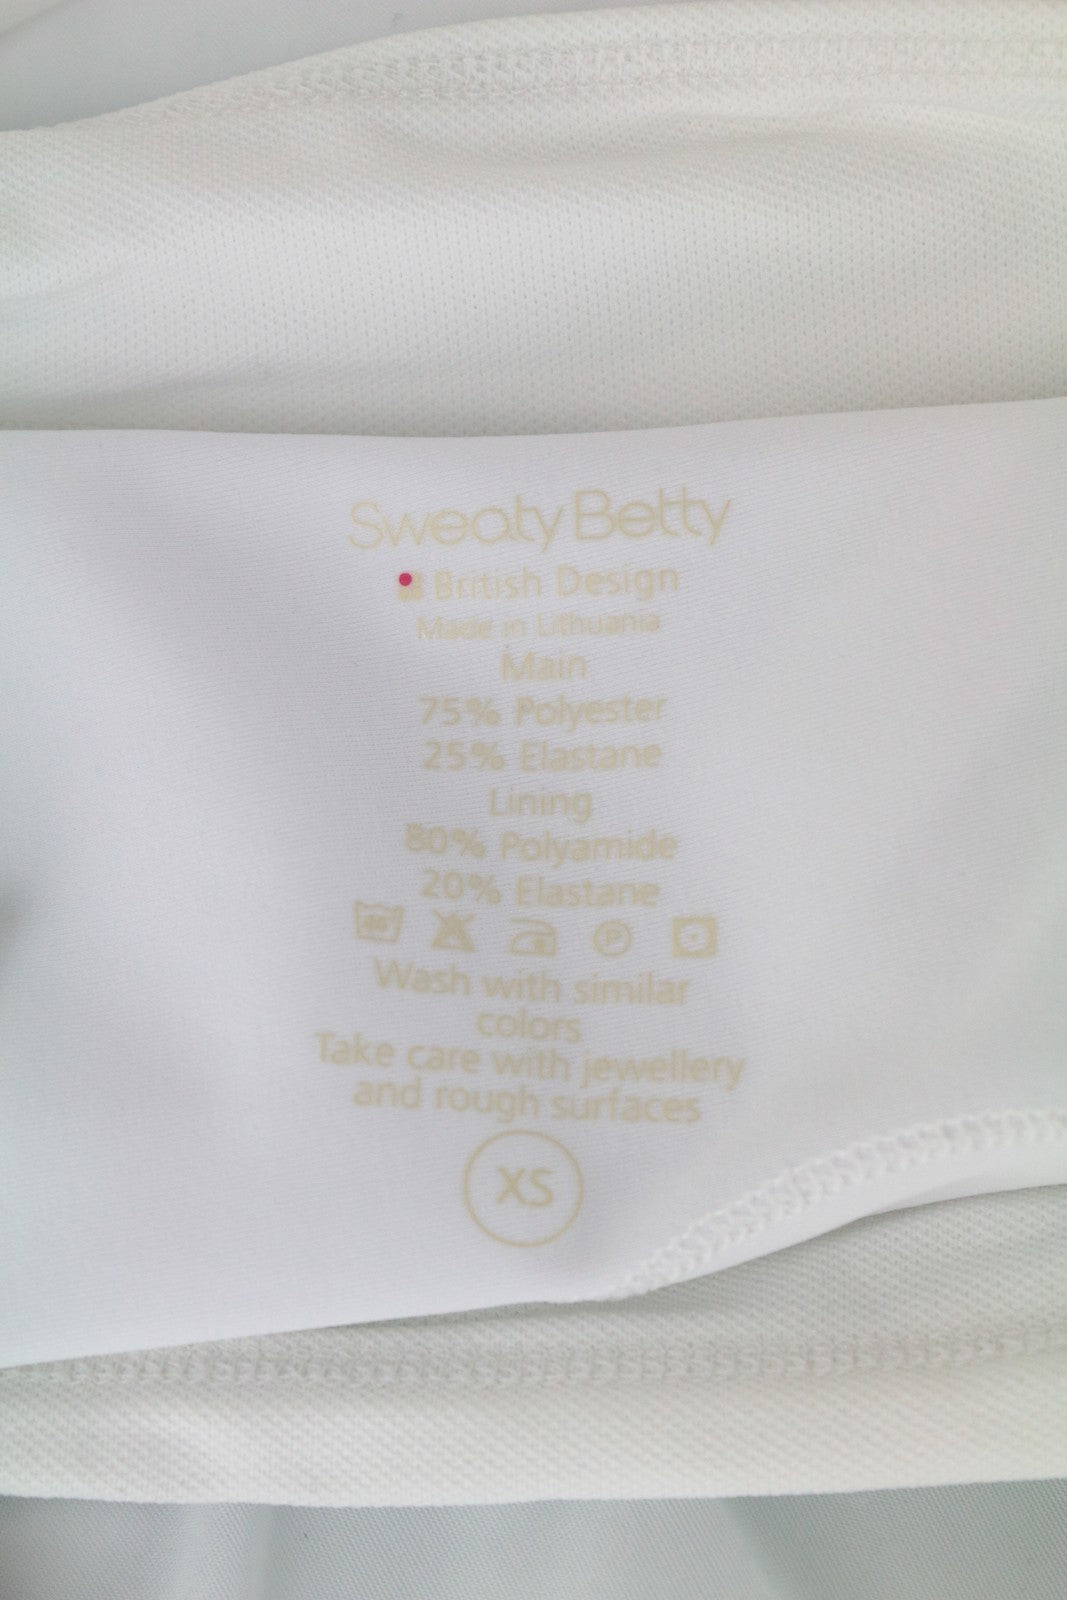 Sweaty Betty
British Design
Made in Lithuania
Main
75% Polyester
25% Elastane
Lining
80% Polyamide
20% Elastane
40 P
Wash with similar
colors
Take care with jewellery
and rough surfaces
XS